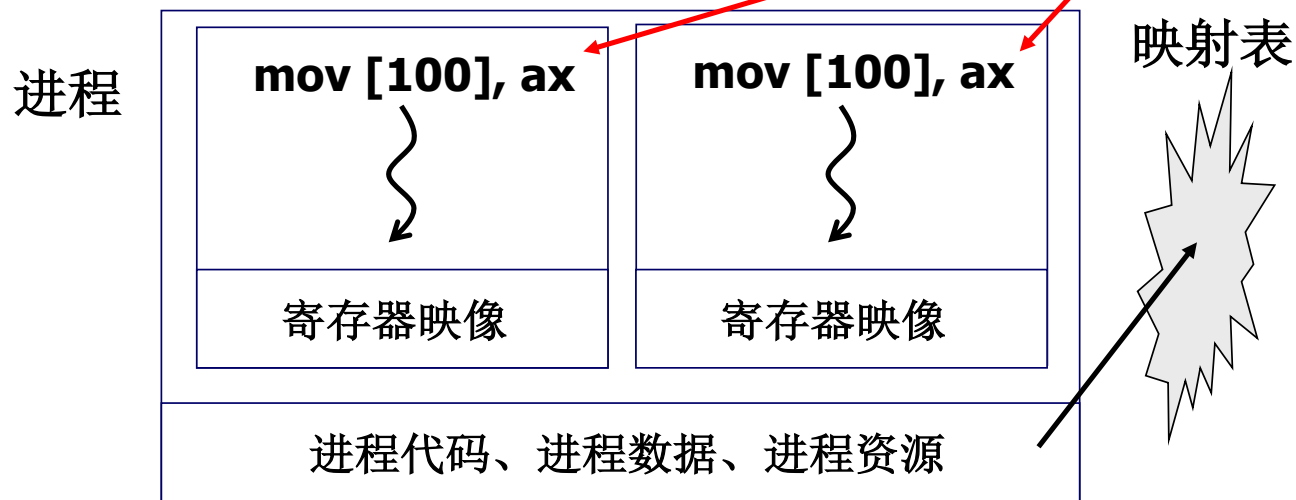 映射表
进程
mov [100], ax
mov [100], ax
寄存器映像
寄存器映像
进程代码、进程数据、进程资源